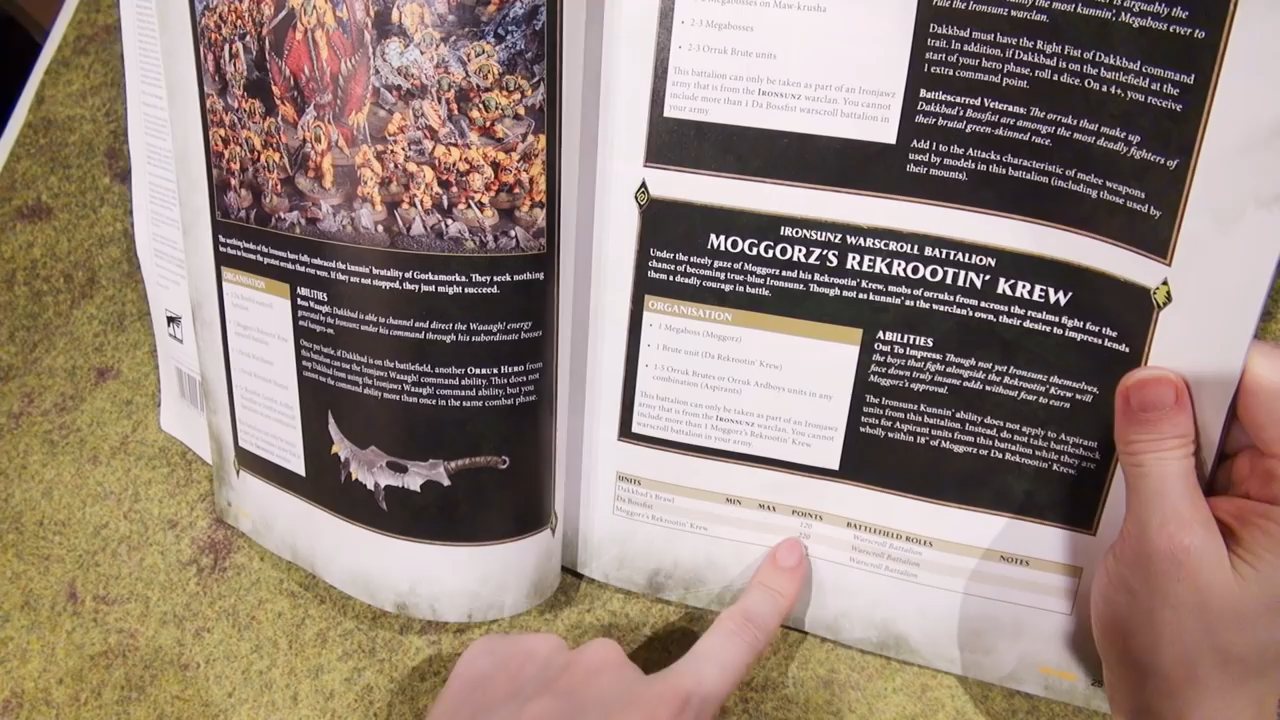 The writhing hordes of the Ironsunz have fully embraced the kunnin' brutality of Gorkamorka. They seek nothing
less than to become the greatest orruks that ever were. If they are not stopped, they just might succeed.
ORGANISATION
ABILITIES
Boss Waaagh!: Dakkbad is able to channel and direct the Waaagh! energy
generated by the Ironsunz under his command through his subordinate bosses
and hangers-on.
Once per battle, if Dakkbad is on the battlefield, another ORRUK HERO from
this battalion can use the Ironjawz Waaagh! command ability. This does not
stop Dakkbad from using the Ironjawz Waaagh! command ability, but you
cannot use the command ability more than once in the same combat phase.
Megabosses on Maw-krusha
• 2-3 Megabosses
• 2-3 Orruk Brute units
This battalion can only be taken as part of an Ironjawz
army that is from the IRONSUNZ warclan. You cannot
include more than 1 Da Bossfist warscroll battalion in
your army.
is arguably the
the most kunnin', Megaboss ever to
rule the Ironsunz warclan.
Dakkbad must have the Right Fist of Dakkbad command
trait. In addition, if Dakkbad is on the battlefield at the
start of your hero phase, roll a dice. On a 4+, you receive
1 extra command point.
Battlescarred Veterans: The orruks that make up
Dakkbad's Bossfist are amongst the most deadly fighters of
their brutal green-skinned race.
Add 1 to the Attacks characteristic of melee weapons
used by models in this battalion (including those used by
their mounts).
IRONSUNZ WARSCROLL BATTALION
MOGGORZ'S REKROOTIN' KREW
Under the steely gaze of Moggorz and his Rekrootin' Krew, mobs of orruks from across the realms fight for the
chance of becoming true-blue Ironsunz. Though not as kunnin' as the warclan's own, their desire to impress lends
them a deadly courage in battle.
ORGANISATION
• 1 Megaboss (Moggorz)
• 1 Brute unit (Da Rekrootin' Krew)
• 1-5 Orruk Brutes or Orruk Ardboys units in any
combination (Aspirants)
This battalion can only be taken as part of an Ironjawz
army that is from the IRONSUNZ warclan. You cannot
include more than 1 Moggorz's Rekrootin' Krew
warscroll battalion in your army.
ABILITIES
Out To Impress: Though not yet Ironsunz themselves,
the boyz that fight alongside the Rekrootin' Krew will
face down truly insane odds without fear to earn
Moggorz's approval.
The Ironsunz Kunnin' ability does not apply to Aspirant
units from this battalion. Instead, do not take battleshock
tests for Aspirant units from this battalion while they are
wholly within 18" of Moggorz or Da Rekrootin' Krew.
UNITS MIN MAX POINTS BATTLEFIELD ROLES NOTES
Dakkbad's Brawl 120 Warscroll Battalion
Da Bossfist 220 Warscroll Battalion
Moggorz's Rekrootin' Krew Warscroll Battalion